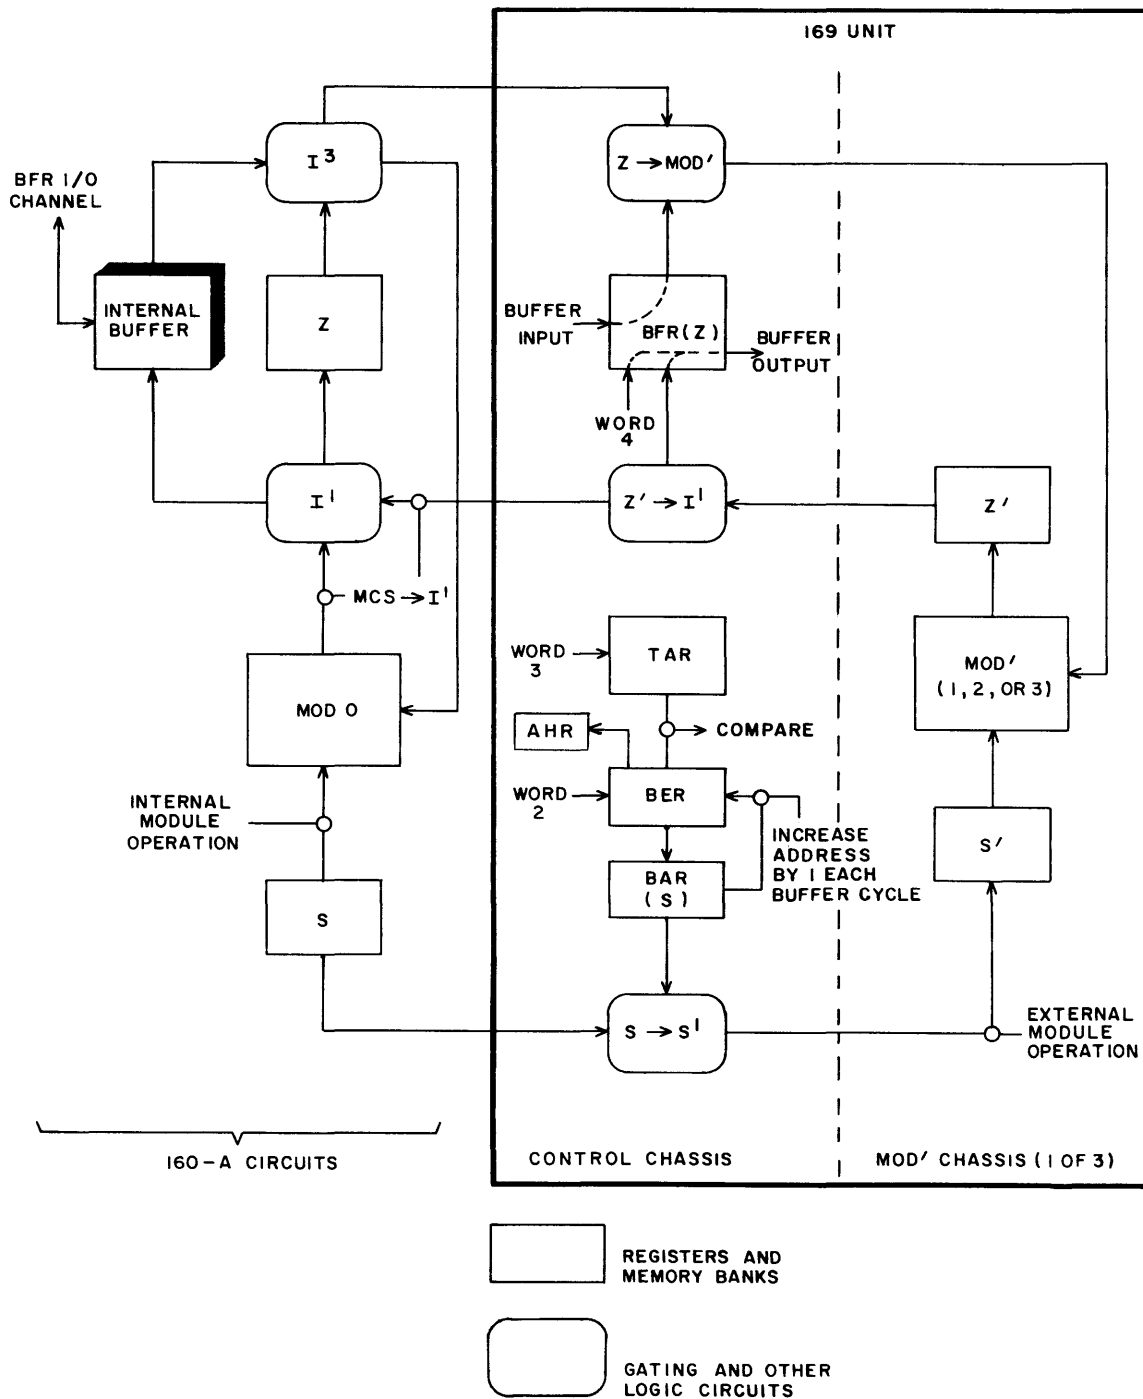 169 UNIT
I³
Z → MOD′
BFR I/O
CHANNEL
INTERNAL
BUFFER
Z
BUFFER
INPUT
BFR(Z)
BUFFER
OUTPUT
WORD
4
I¹
Z′ → I¹
Z′
MCS → I¹
MOD 0
WORD
3
TAR
MOD′
(1, 2, OR 3)
AHR
COMPARE
INTERNAL
MODULE
OPERATION
WORD
2
BER
INCREASE
ADDRESS
BY 1 EACH
BUFFER CYCLE
S′
BAR
(S)
S
S → S¹
EXTERNAL
MODULE
OPERATION
160-A CIRCUITS
CONTROL CHASSIS
MOD′ CHASSIS (1 OF 3)
REGISTERS AND
MEMORY BANKS
GATING AND OTHER
LOGIC CIRCUITS